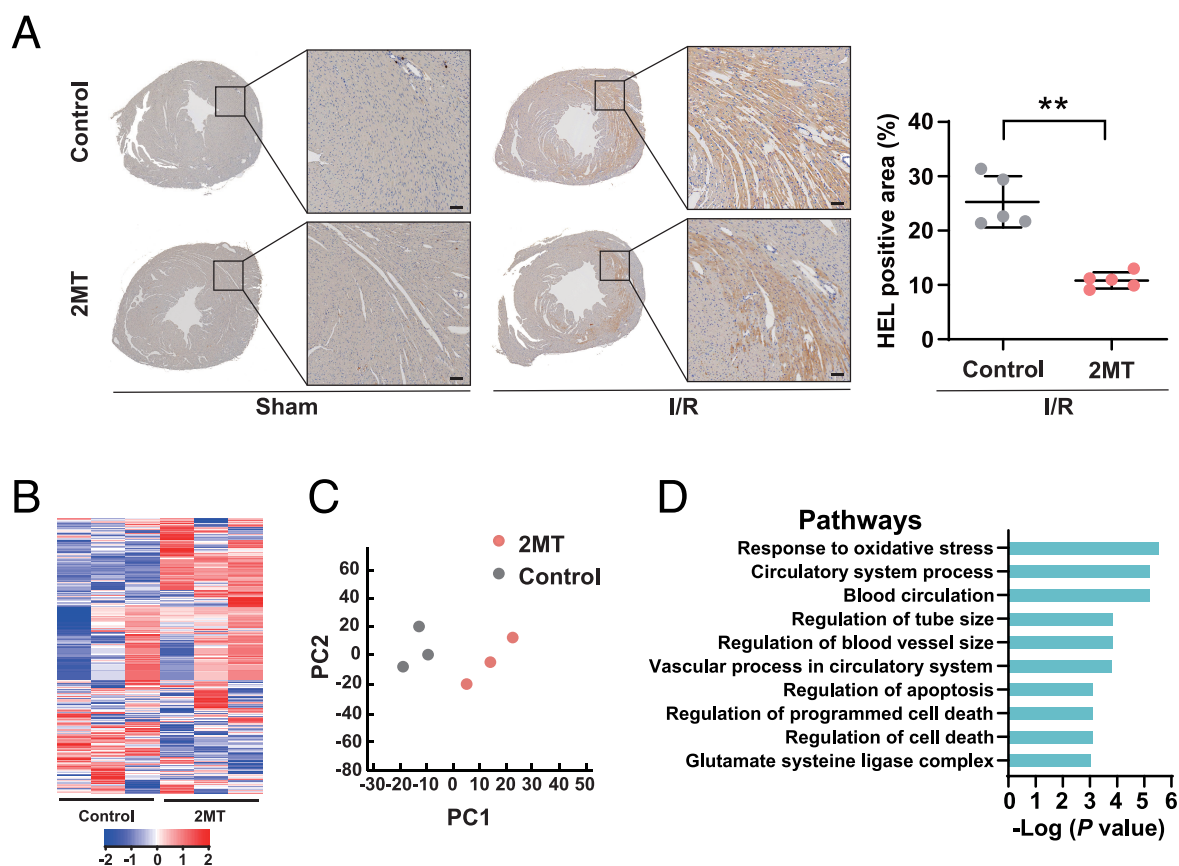 A
Control
2MT
Sham
I/R
HEL positive area (%)
40
30
20
10
0
**
Control 2MT
I/R
B
Control 2MT
-2 -1 0 1 2
C
2MT
Control
PC2
60
40
20
0
-20
-40
-60
-80
-30 -20 -10 0 10 20 30 40 50
PC1
D
Pathways
Response to oxidative stress
Circulatory system process
Blood circulation
Regulation of tube size
Regulation of blood vessel size
Vascular process in circulatory system
Regulation of apoptosis
Regulation of programmed cell death
Regulation of cell death
Glutamate systeine ligase complex
0 1 2 3 4 5 6
-Log (P value)